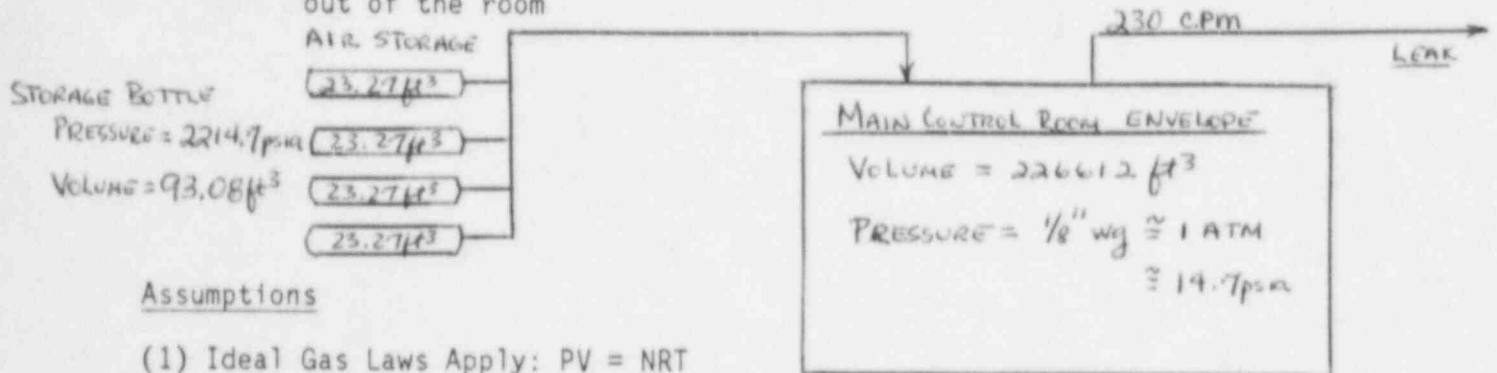 out of the room
AIR STORAGE
230 CPM
LEAK
STORAGE BOTTLE
PRESSURE = 2214.7psia
VOLUME = 93.08ft³
23.27ft³
23.27ft³
23.27ft³
23.27ft³
MAIN CONTROL ROOM ENVELOPE
VOLUME = 226612 ft³
PRESSURE = 1/8" wg ≅ 1 ATM
≅ 14.7psia
Assumptions
(1) Ideal Gas Laws Apply: PV = NRT